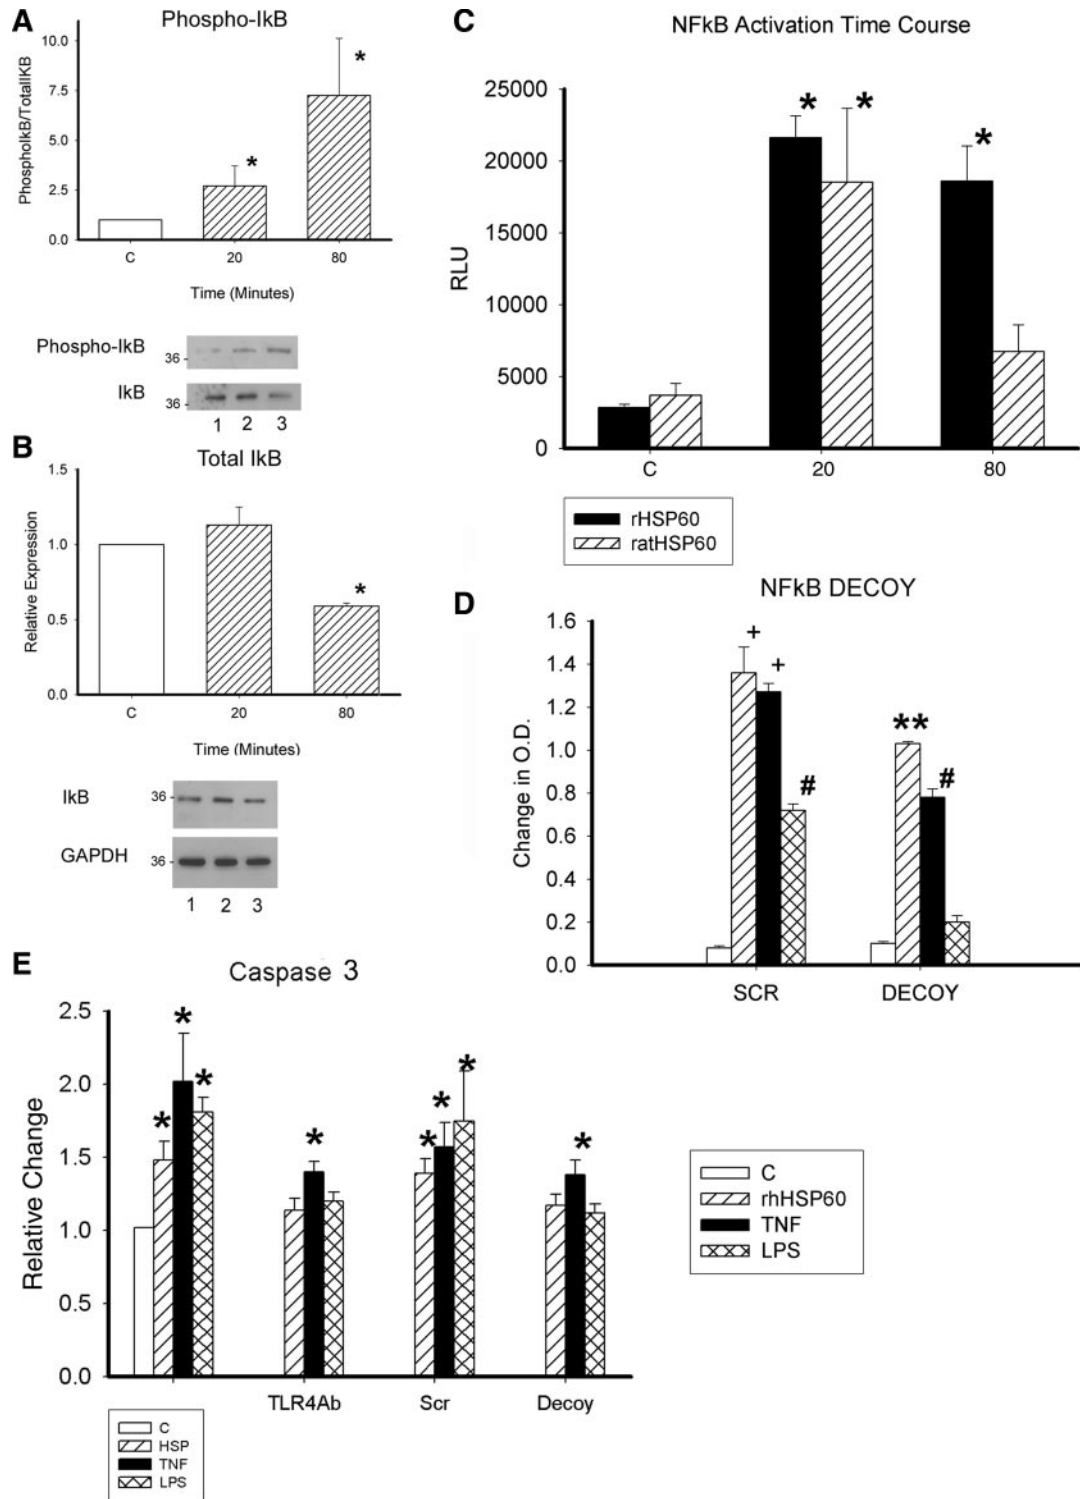 A
Phospho-IkB
PhosphoIkB/TotalIKB
10.0
7.5
5.0
2.5
0.0
*
*
C 20 80
Time (Minutes)
Phospho-IkB
36 -
IkB
36 -
1 2 3
B
Total IkB
Relative Expression
1.5
1.0
0.5
0.0
*
C 20 80
Time (Minutes)
IkB
36 -
GAPDH
36 -
1 2 3
C
NFkB Activation Time Course
RLU
25000
20000
15000
10000
5000
0
* * *
C 20 80
rHSP60
ratHSP60
D
NFkB DECOY
Change in O.D.
1.6
1.4
1.2
1.0
0.8
0.6
0.4
0.2
0.0
+
+
#
**
#
SCR DECOY
E
Caspase 3
Relative Change
2.5
2.0
1.5
1.0
0.5
0.0
* * *
*
* * *
*
TLR4Ab Scr Decoy
C
HSP
TNF
LPS
C
rhHSP60
TNF
LPS